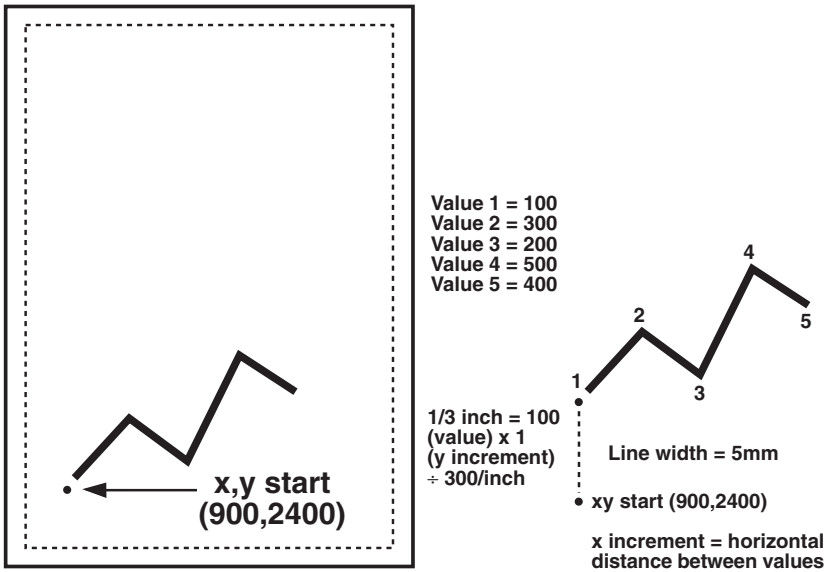 x,y start
(900,2400)
Value 1 = 100
Value 2 = 300
Value 3 = 200
Value 4 = 500
Value 5 = 400
1/3 inch = 100
(value) x 1
(y increment)
÷ 300/inch
1
2
3
4
5
Line width = 5mm
xy start (900,2400)
x increment = horizontal
distance between values